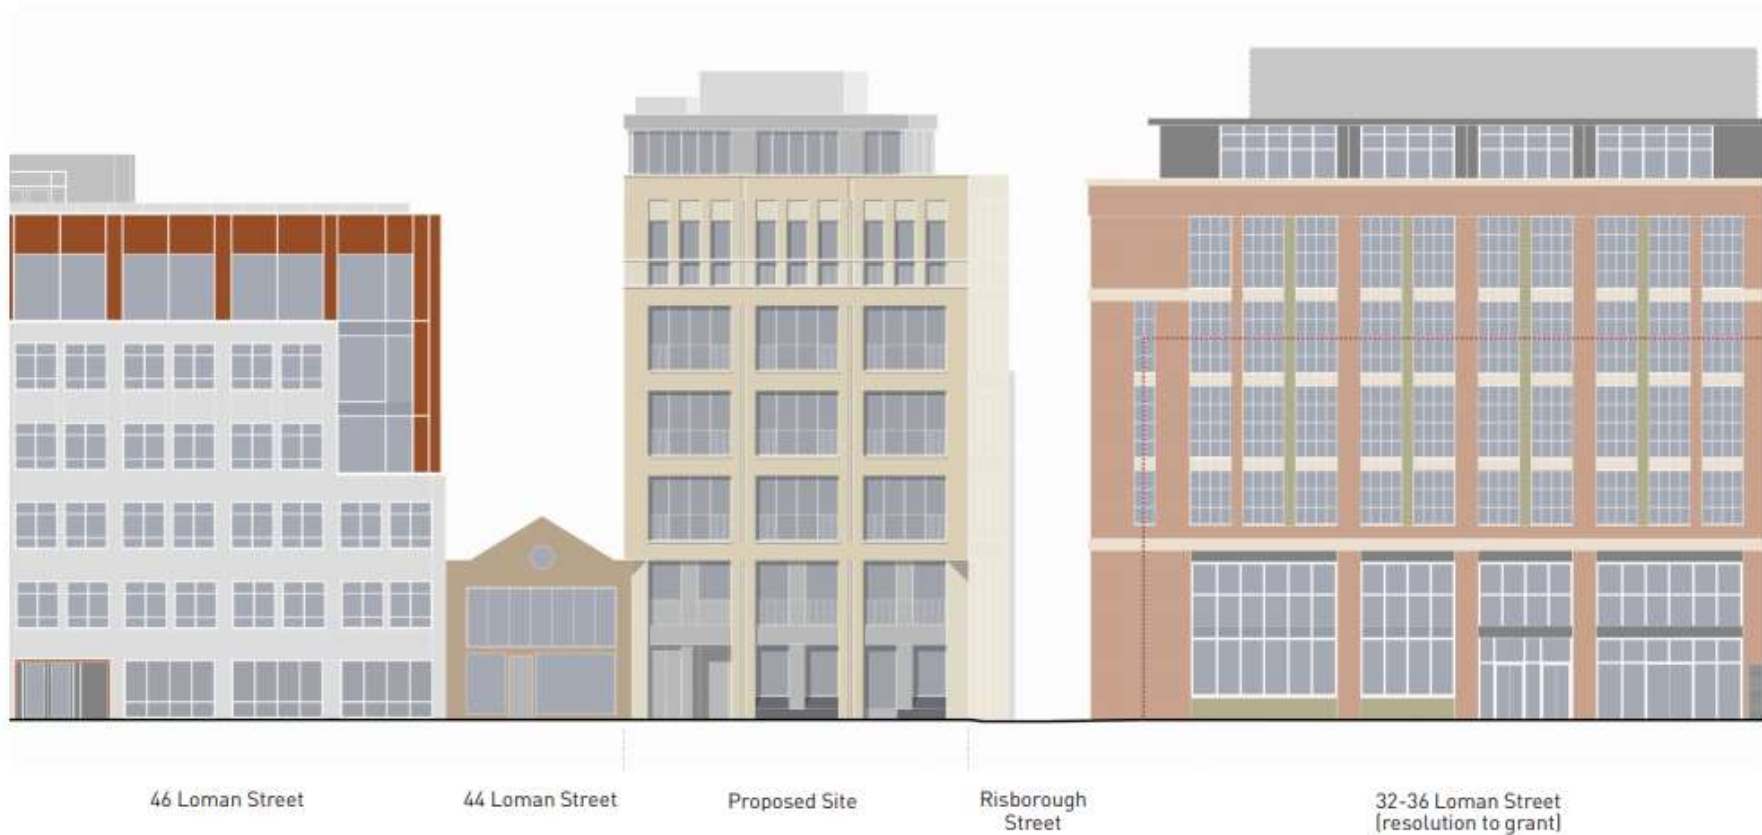 46 Loman Street
44 Loman Street
Proposed Site
Risborough
Street
32-36 Loman Street
(resolution to grant)